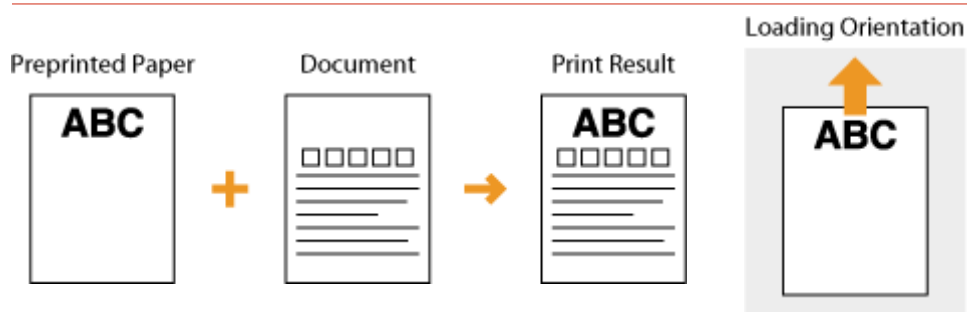 Loading Orientation
Preprinted Paper
Document
Print Result
ABC
ABC
ABC